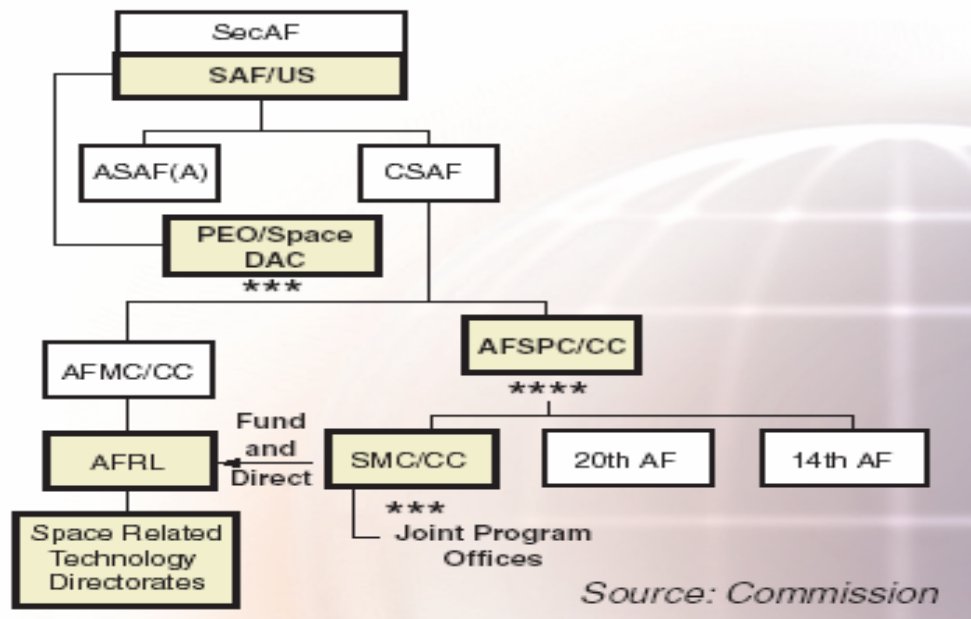 SecAF
SAF/US
ASAF(A)
CSAF
PEO/Space
DAC
***
AFMC/CC
AFSPC/CC
****
AFRL
Fund
and
Direct
SMC/CC
20th AF
14th AF
***
Joint Program
Offices
Space Related
Technology
Directorates
Source: Commission